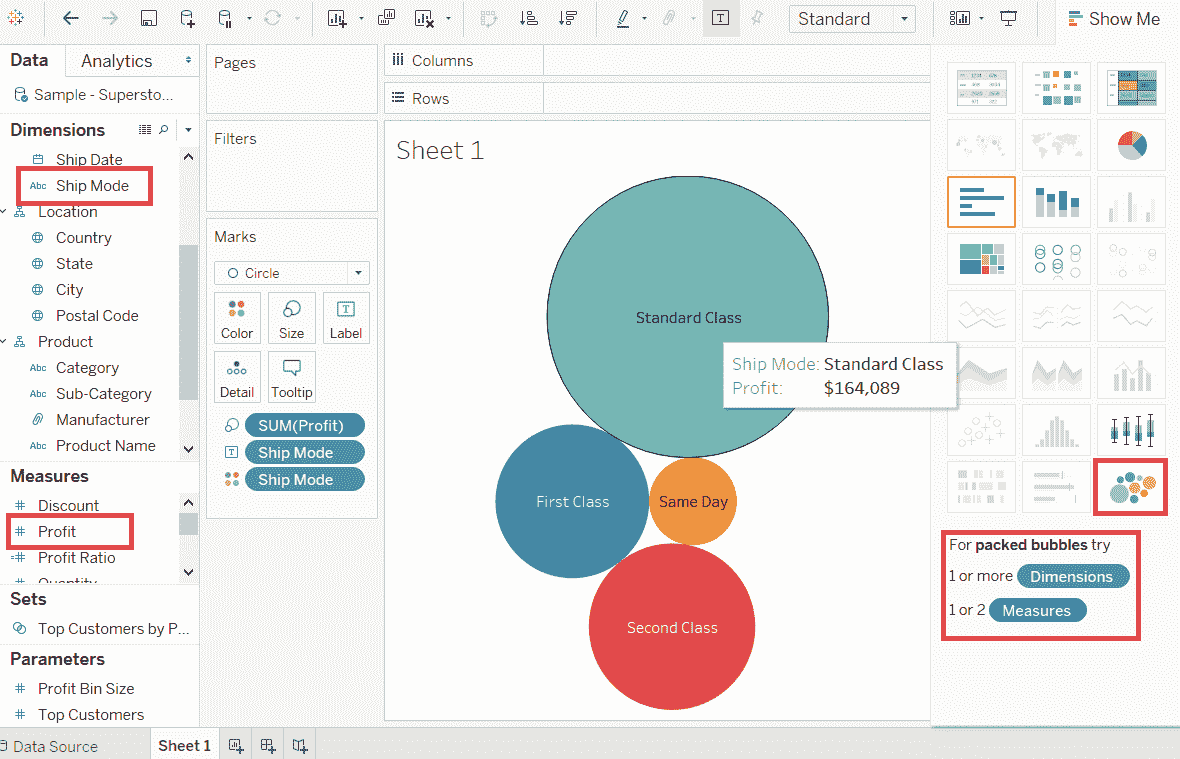 Standard
Show Me
Data
Analytics
Sample - Supersto...
Dimensions
Ship Date
Abc Ship Mode
Location
Country
State
City
Postal Code
Product
Abc Category
Abc Sub-Category
Manufacturer
Abc Product Name
Measures
# Discount
# Profit
=# Profit Ratio
# Quantity
Sets
Top Customers by P...
Parameters
# Profit Bin Size
# Top Customers
Pages
Filters
Marks
Circle
Color
Size
T
Label
Detail
Tooltip
SUM(Profit)
T Ship Mode
Ship Mode
Columns
Rows
Sheet 1
Standard Class
Ship Mode: Standard Class
Profit: $164,089
First Class
Same Day
Second Class
For packed bubbles try
1 or more Dimensions
1 or 2 Measures
Data Source
Sheet 1